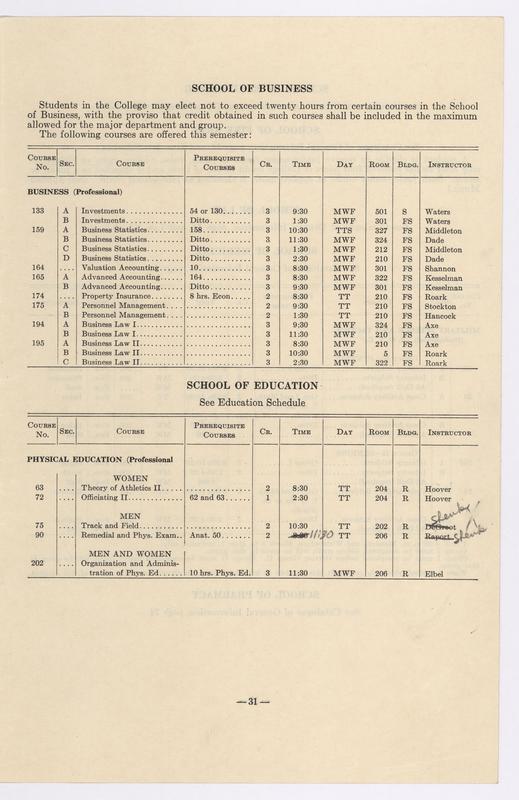 SCHOOL OF BUSINESS
Students in the College may elect not to exceed twenty hours from certain courses in the School
of Business, with the proviso that credit obtained in such courses shall be included in the maximum
allowed for the major department and group.
The following courses are offered this semester:
COURSE No. SEC. COURSE PREREQUISITE COURSES CR. TIME DAY ROOM BLDG. INSTRUCTOR
BUSINESS (Professional)
133 A Investments 54 or 130 3 9:30 MWF 501 S Waters
B Investments Ditto 3 1:30 MWF 301 FS Waters
159 A Business Statistics 158 3 10:30 TTS 327 FS Middleton
B Business Statistics Ditto 3 11:30 MWF 324 FS Dade
C Business Statistics Ditto 3 1:30 MWF 212 FS Middleton
D Business Statistics Ditto 3 2:30 MWF 210 FS Dade
164 .... Valuation Accounting 10 3 8:30 MWF 301 FS Shannon
165 A Advanced Accounting 164 3 8:30 MWF 322 FS Kesselman
B Advanced Accounting Ditto 3 9:30 MWF 301 FS Kesselman
174 .... Property Insurance 8 hrs. Econ 2 8:30 TT 210 FS Roark
175 A Personnel Management 2 9:30 TT 210 FS Stockton
B Personnel Management 2 1:30 TT 210 FS Hancock
194 A Business Law I 3 9:30 MWF 324 FS Axe
B Business Law I 3 11:30 MWF 210 FS Axe
195 A Business Law II 3 8:30 MWF 210 FS Axe
B Business Law II 3 10:30 MWF 5 FS Roark
C Business Law II 3 2:30 MWF 322 FS Roark
SCHOOL OF EDUCATION
See Education Schedule
COURSE No. SEC. COURSE PREREQUISITE COURSES CR. TIME DAY ROOM BLDG. INSTRUCTOR
PHYSICAL EDUCATION (Professional
WOMEN
63 .... Theory of Athletics II 2 8:30 TT 204 R Hoover
72 .... Officiating II 62 and 63 1 2:30 TT 204 R Hoover
MEN
75 .... Track and Field 2 10:30 TT 202 R DeGroot
90 .... Remedial and Phys. Exam. Anat. 50 2 11:30 TT 206 R Raport
MEN AND WOMEN
202 .... Organization and Adminis-
tration of Phys. Ed. 10 hrs. Phys. Ed. 3 11:30 MWF 206 R Elbel
—31—